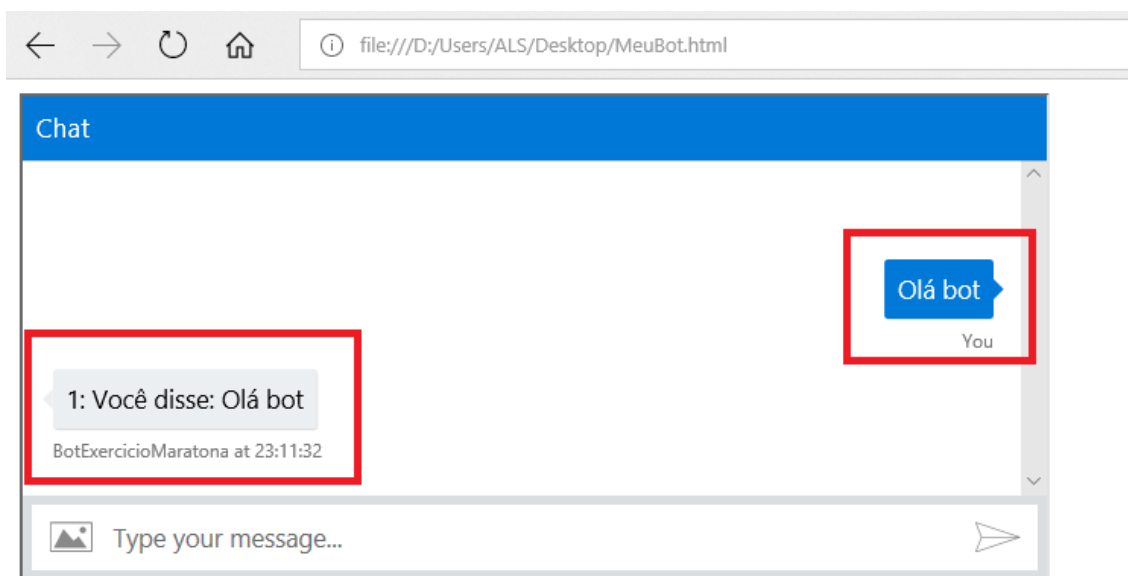 file:///D:/Users/ALS/Desktop/MeuBot.html
Chat
Olá bot
You
1: Você disse: Olá bot
BotExercicioMaratona at 23:11:32
Type your message...